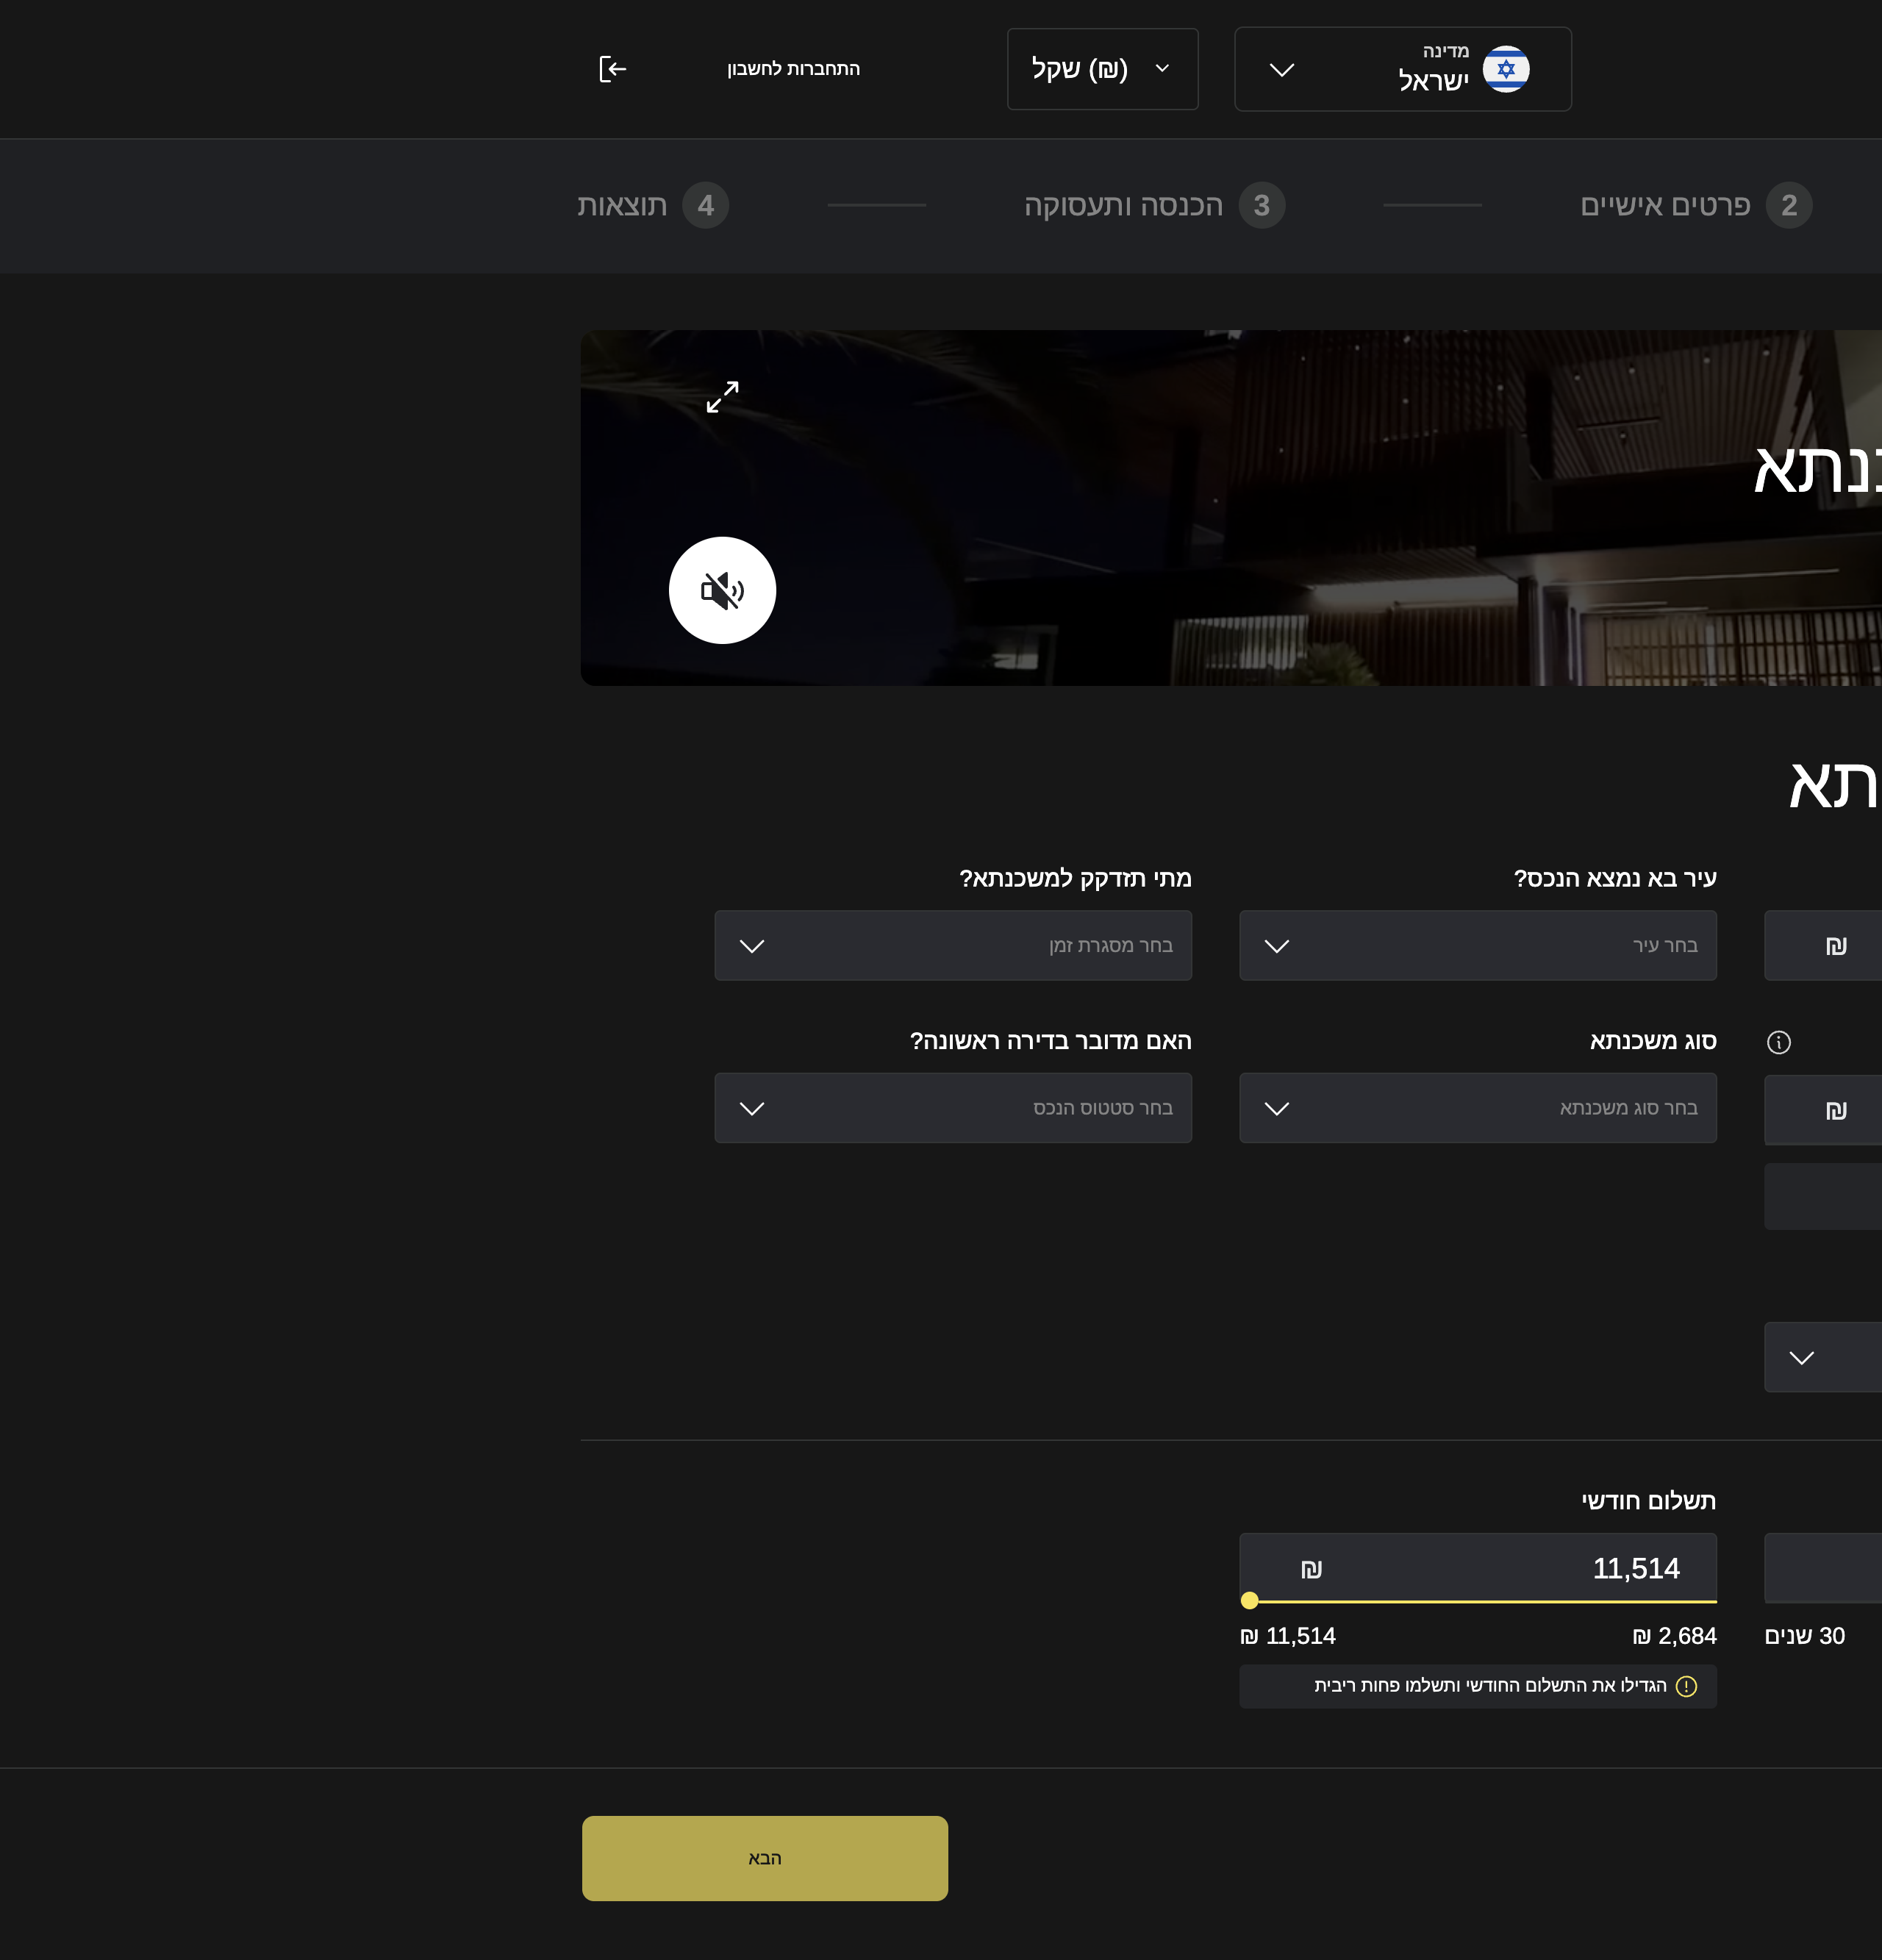 מדינה
ישראל
(₪) שקל
התחברות לחשבון
2 פרטים אישיים
3 הכנסה ותעסוקה
4 תוצאות
עיר בא נמצא הנכס?
מתי תזדקק למשכנתא?
₪
בחר עיר
בחר מסגרת זמן
סוג משכנתא
האם מדובר בדירה ראשונה?
₪
בחר סוג משכנתא
בחר סטטוס הנכס
תשלום חודשי
11,514 ₪
30 שנים
2,684 ₪
11,514 ₪
הגדילו את התשלום החודשי ותשלמו פחות ריבית
הבא